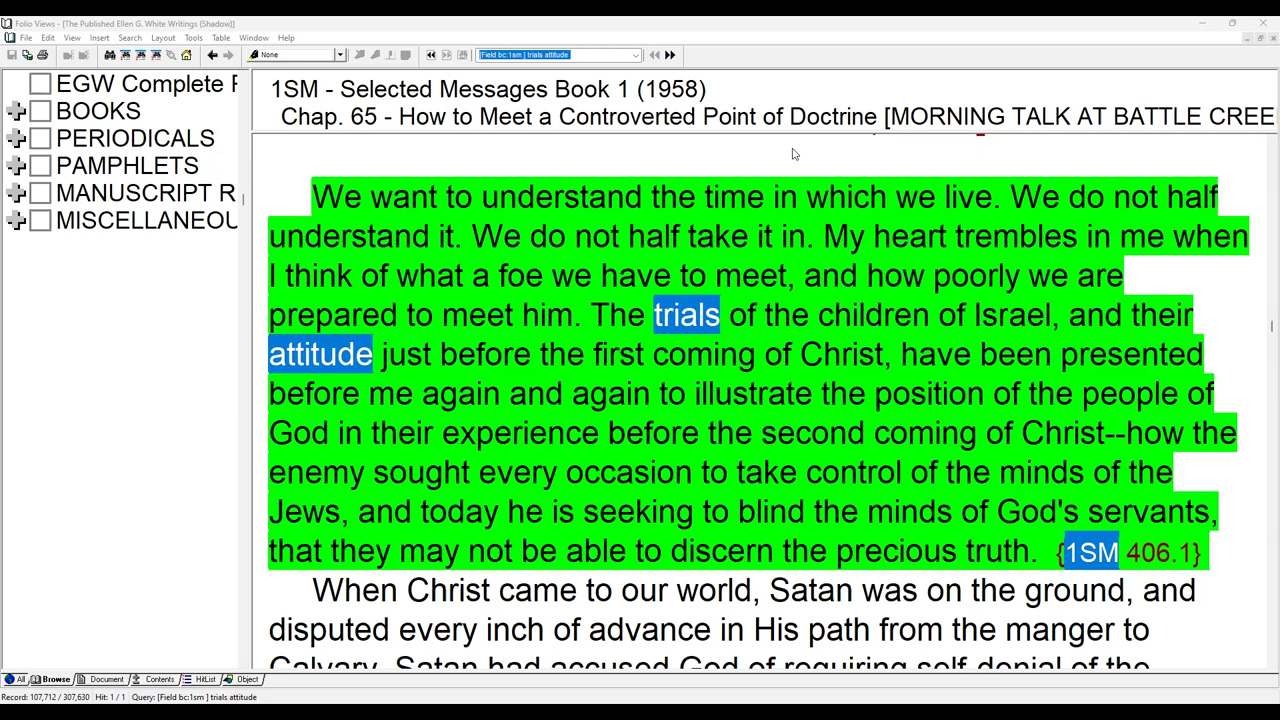 Folio Views - [The Published Ellen G. White Writings (Shadow)]
File Edit View Insert Search Layout Tools Table Window Help
None
[Field bc:1sm ] trials attitude
EGW Complete
BOOKS
PERIODICALS
PAMPHLETS
MANUSCRIPT R
MISCELLANEOU
1SM - Selected Messages Book 1 (1958)
Chap. 65 - How to Meet a Controverted Point of Doctrine [MORNING TALK AT BATTLE CREE
We want to understand the time in which we live. We do not half
understand it. We do not half take it in. My heart trembles in me when
I think of what a foe we have to meet, and how poorly we are
prepared to meet him. The trials of the children of Israel, and their
attitude just before the first coming of Christ, have been presented
before me again and again to illustrate the position of the people of
God in their experience before the second coming of Christ--how the
enemy sought every occasion to take control of the minds of the
Jews, and today he is seeking to blind the minds of God's servants,
that they may not be able to discern the precious truth. {1SM 406.1}
When Christ came to our world, Satan was on the ground, and
disputed every inch of advance in His path from the manger to
Calvary. Satan had accused God of requiring self-denial of the
All Browse Document Contents HitList Object
Record: 107,712 / 307,630 Hit: 1 / 1 Query: [Field bc:1sm ] trials attitude